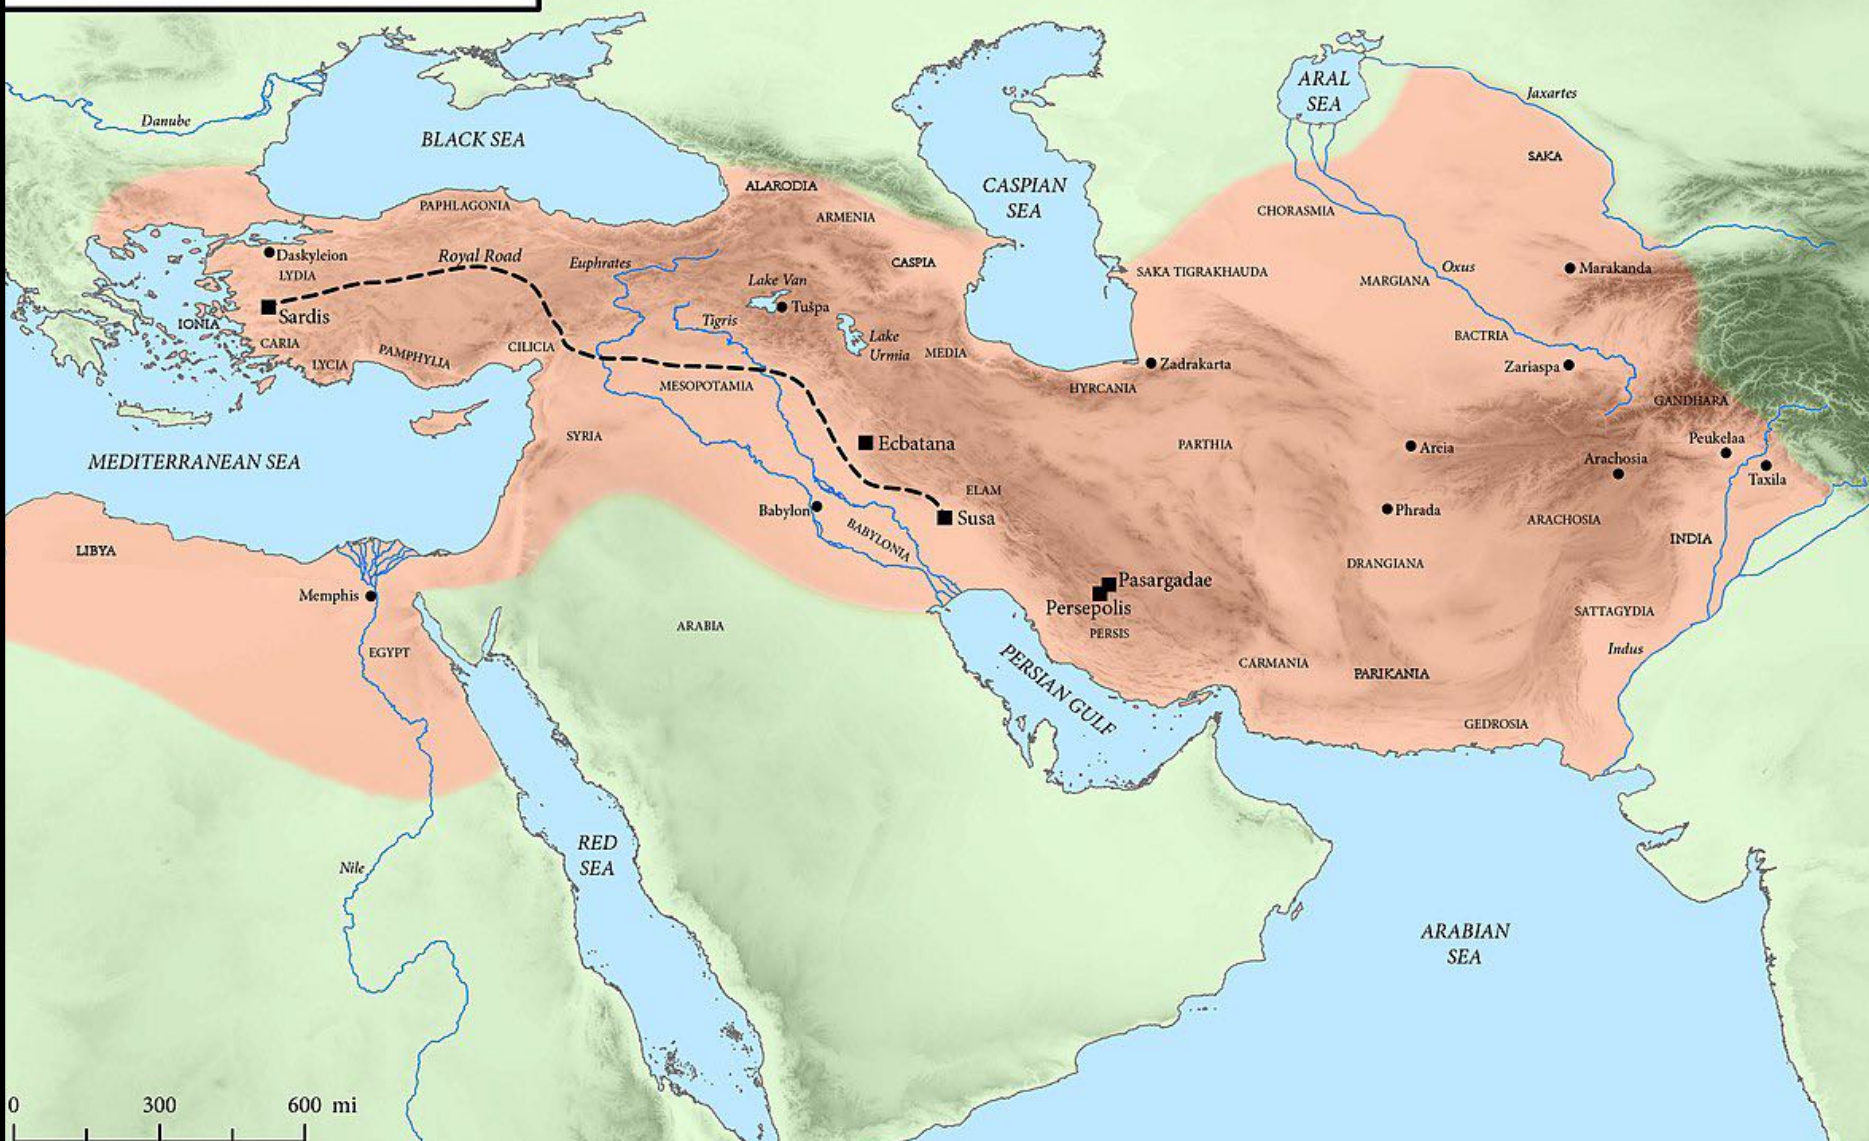 Danube
BLACK SEA
CASPIAN
SEA
ARAL
SEA
Jaxartes
SAKA
ALARODIA
PAPHLAGONIA
ARMENIA
CHORASMIA
Daskyleion
LYDIA
Royal Road
Euphrates
CASPIA
SAKA TIGRAKHAUDA
MARGIANA
Oxus
Marakanda
Lake Van
Tušpa
Sardis
IONIA
Tigris
Lake
Urmia
MEDIA
BACTRIA
CARIA
LYCIA
PAMPHYLIA
CILICIA
Zadrakarta
Zariaspa
MESOPOTAMIA
HYRCANIA
GANDHARA
SYRIA
Ecbatana
PARTHIA
Areia
Peukelaa
Arachosia
Taxila
MEDITERRANEAN SEA
ELAM
Babylon
Susa
Phrada
ARACHOSIA
BABYLONIA
INDIA
LIBYA
DRANGIANA
Memphis
Pasargadae
Persepolis
PERSIS
SATTAGYDIA
ARABIA
EGYPT
Indus
PERSIAN GULF
CARMANIA
PARIKANIA
GEDROSIA
RED
SEA
Nile
ARABIAN
SEA
0 300 600 mi